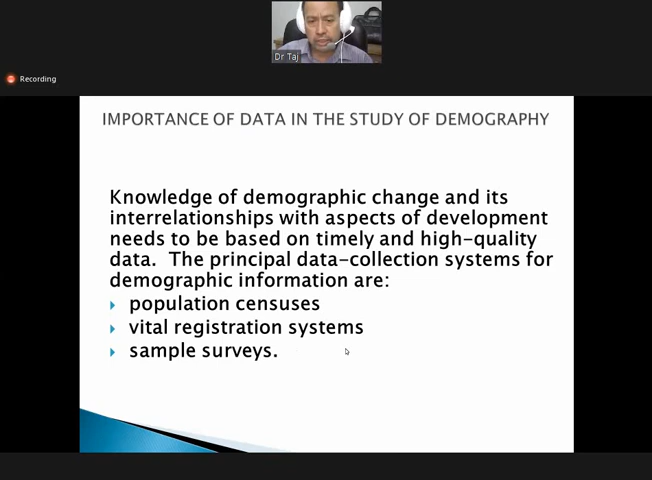 Dr Taj
Recording
IMPORTANCE OF DATA IN THE STUDY OF DEMOGRAPHY
Knowledge of demographic change and its
interrelationships with aspects of development
needs to be based on timely and high-quality
data. The principal data-collection systems for
demographic information are:
population censuses
vital registration systems
sample surveys.